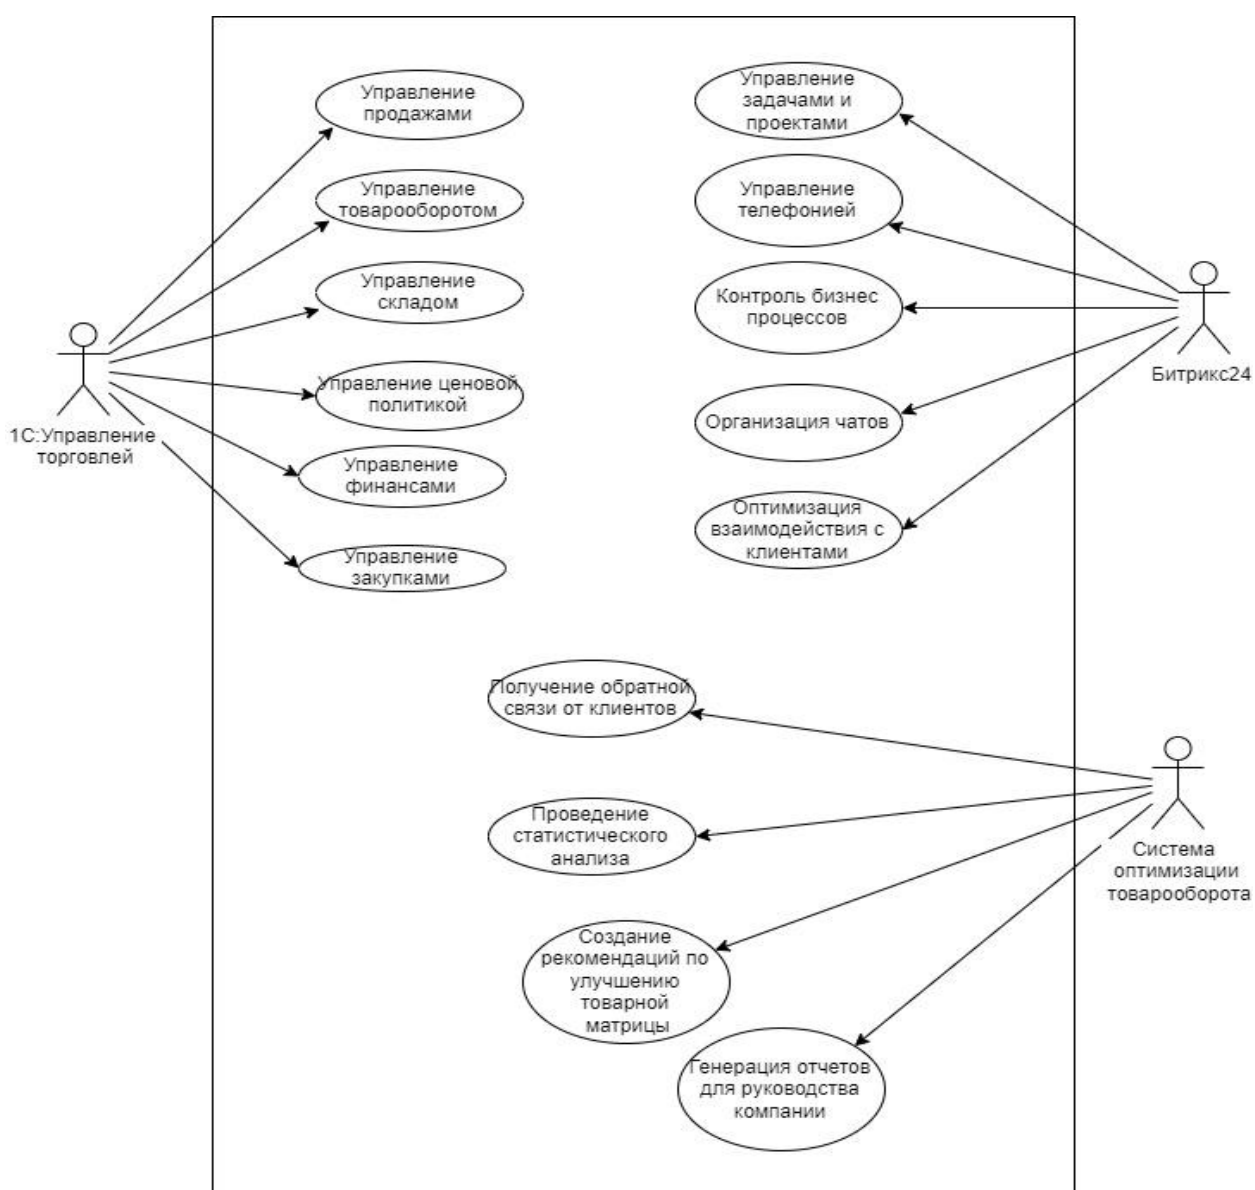 Управление
продажами
Управление
товарооборотом
Управление
складом
Управление ценовой
политикой
Управление
финансами
Управление
закупками
1С:Управление
торговлей
Управление
задачами и
проектами
Управление
телефонией
Контроль бизнес
процессов
Организация чатов
Оптимизация
взаимодействия с
клиентами
Битрикс24
Получение обратной
связи от клиентов
Проведение
статистического
анализа
Создание
рекомендаций по
улучшению
товарной
матрицы
Генерация отчетов
для руководства
компании
Система
оптимизации
товарооборота